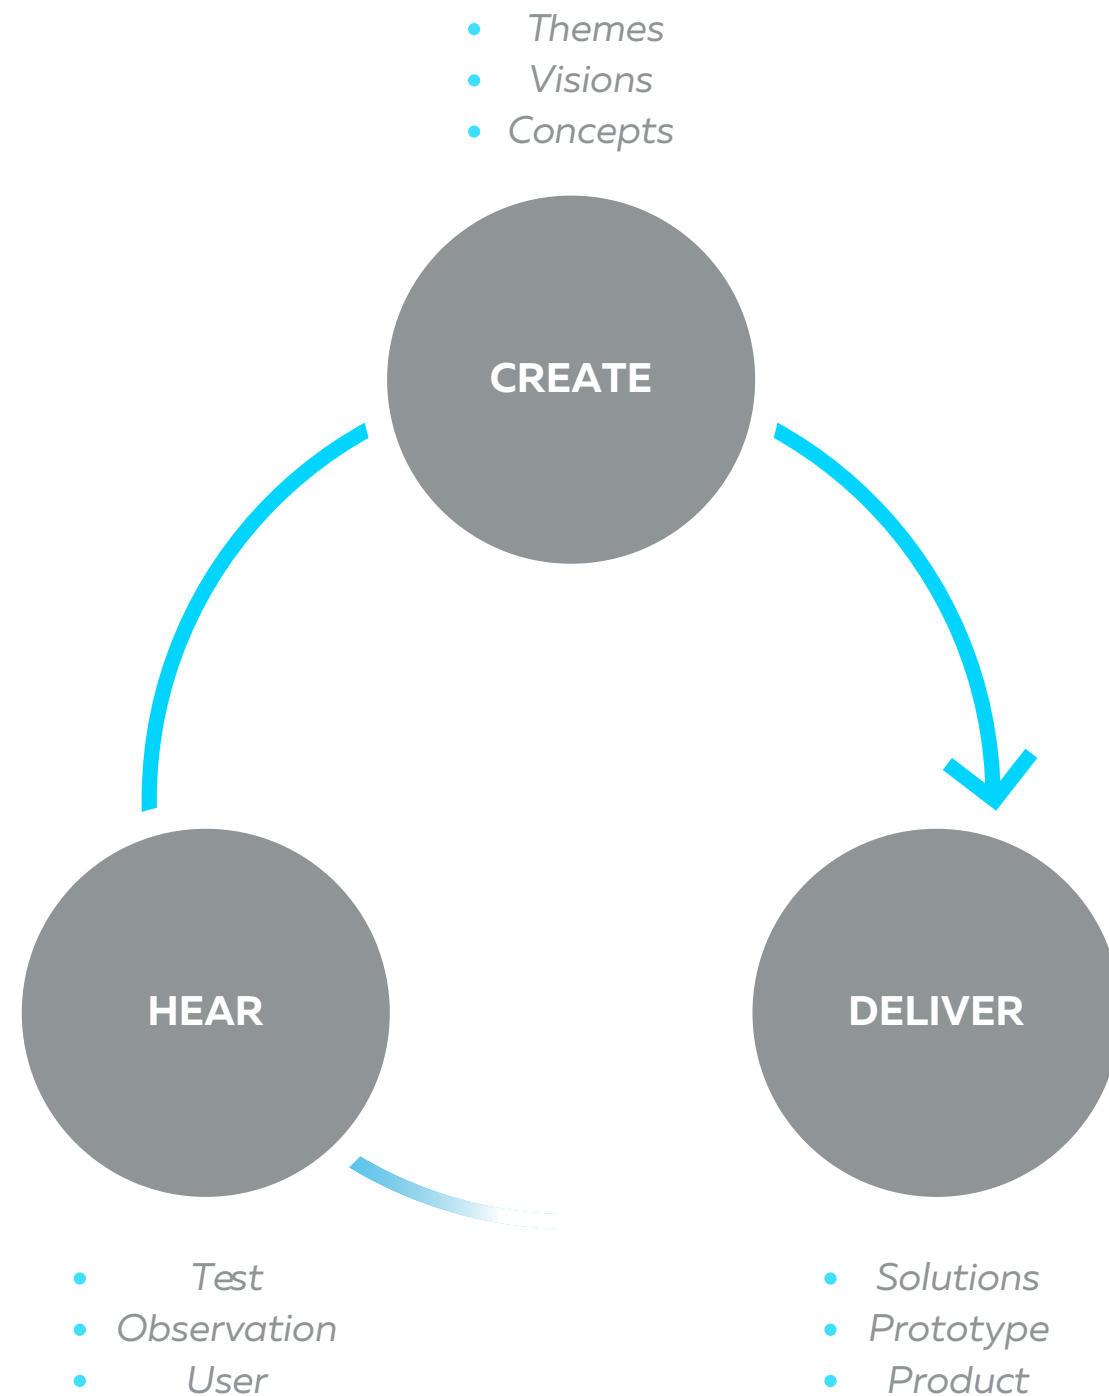 Themes
Visions
Concepts
CREATE
HEAR
DELIVER
Test
Observation
User
Solutions
Prototype
Product